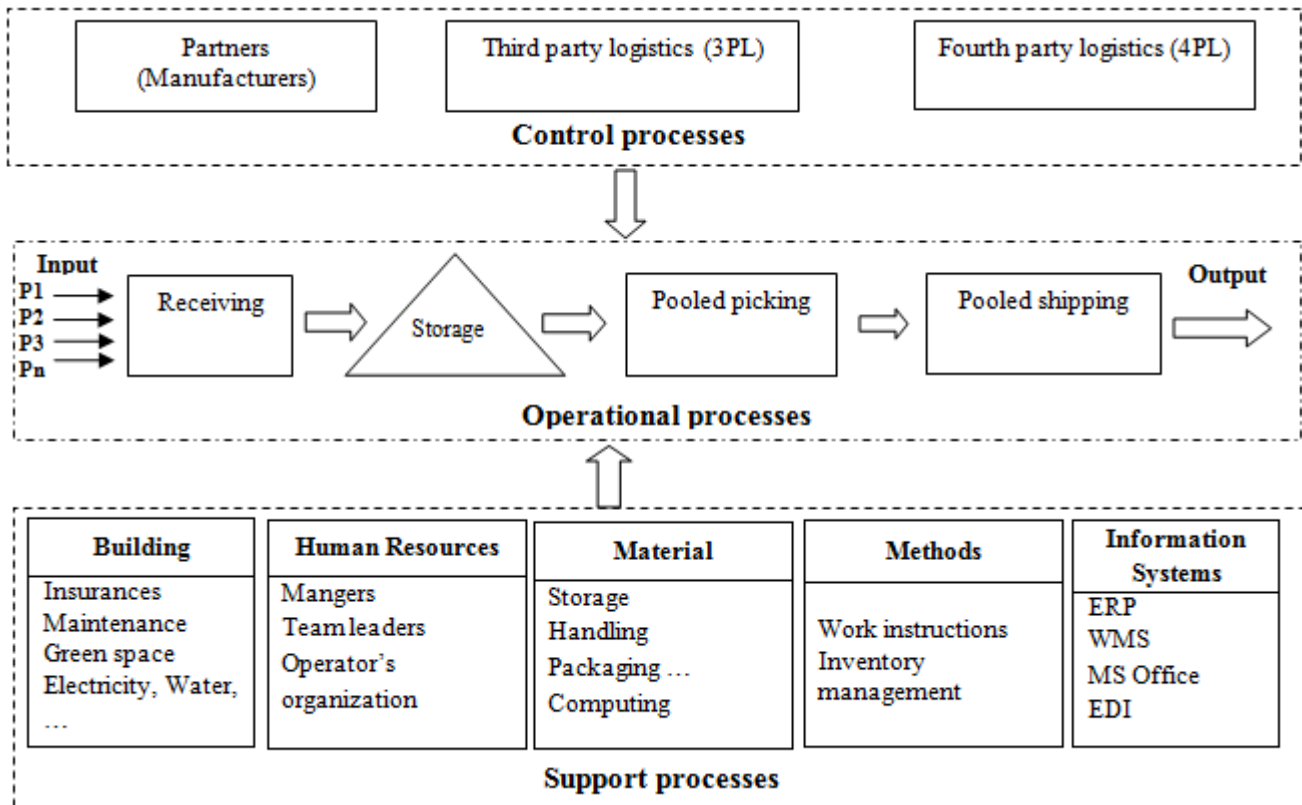 Partners
(Manufacturers)
Third party logistics (3PL)
Fourth party logistics (4PL)
Control processes
Input
P1
P2
P3
Pn
Receiving
Storage
Pooled picking
Pooled shipping
Output
Operational processes
Building
Insurances
Maintenance
Green space
Electricity, Water,
…
Human Resources
Mangers
Team leaders
Operator’s
organization
Material
Storage
Handling
Packaging …
Computing
Methods
Work instructions
Inventory
management
Information
Systems
ERP
WMS
MS Office
EDI
Support processes